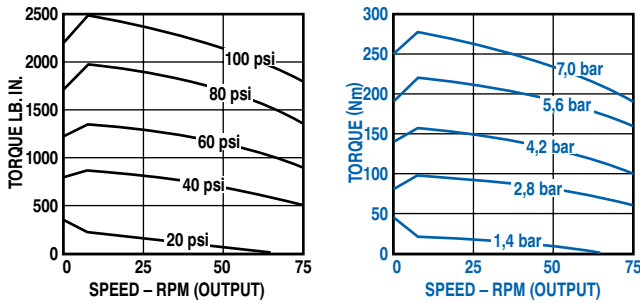 TORQUE LB. IN.
2500
2000
1500
1000
500
0
100 psi
80 psi
60 psi
40 psi
20 psi
0 25 50 75
SPEED – RPM (OUTPUT)
TORQUE (Nm)
300
250
200
150
100
50
0
7,0 bar
5,6 bar
4,2 bar
2,8 bar
1,4 bar
0 25 50 75
SPEED – RPM (OUTPUT)